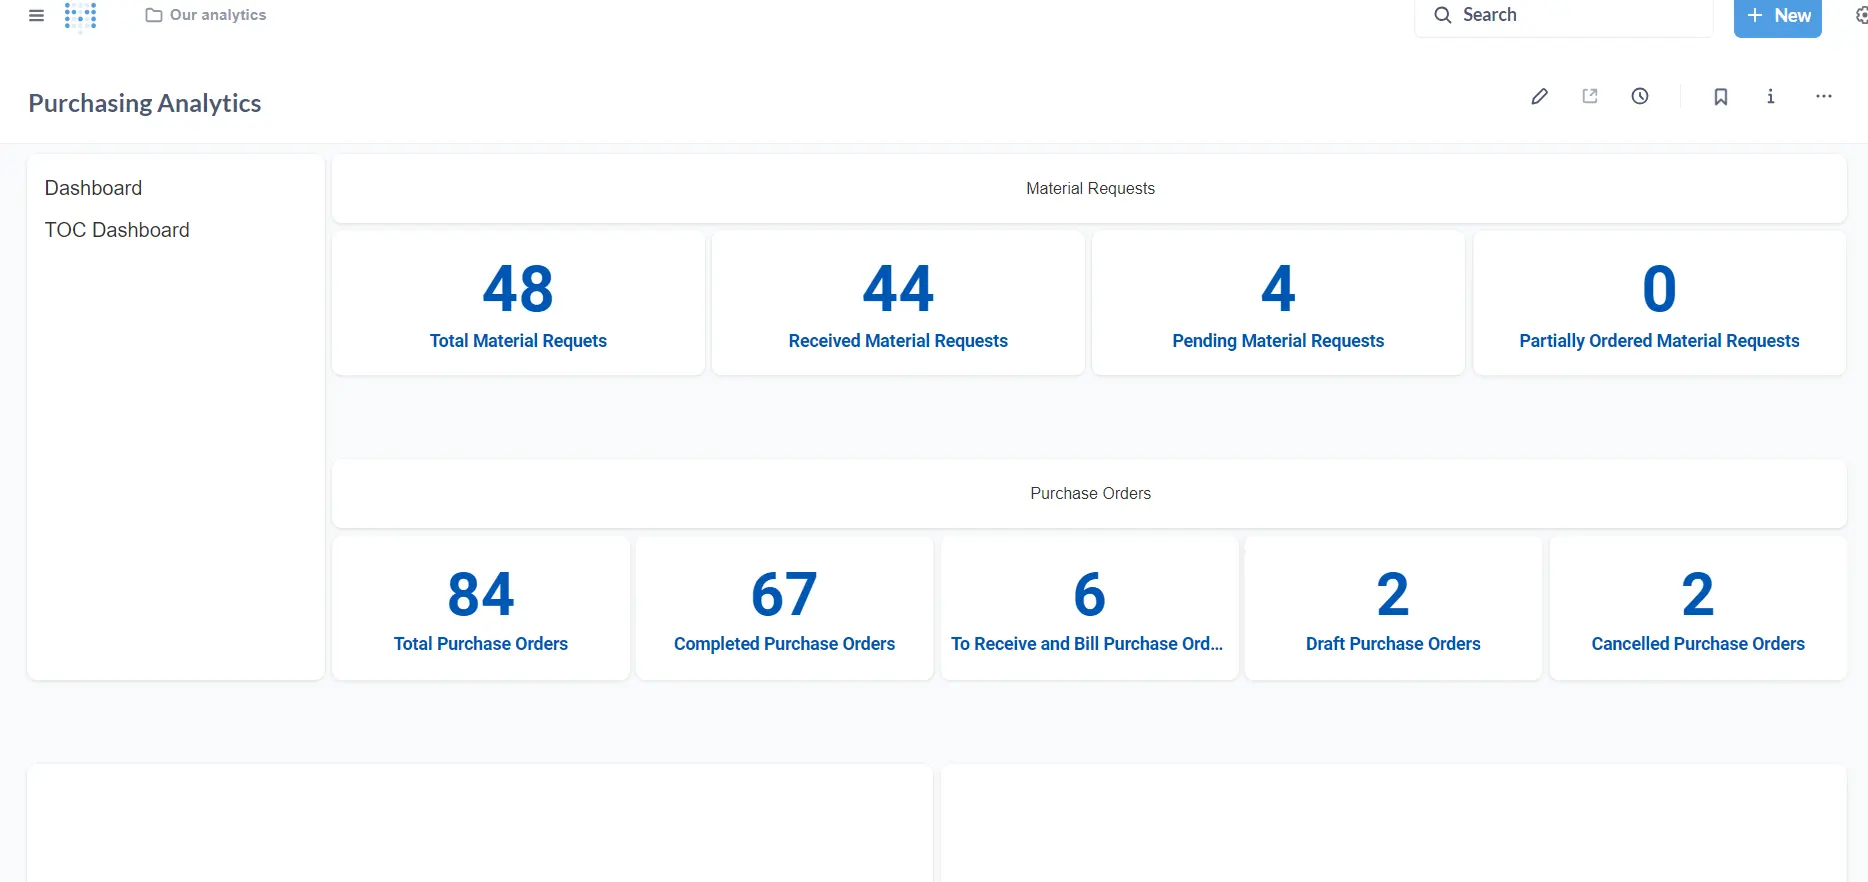 Our analytics
Search
+ New
Purchasing Analytics
Dashboard
TOC Dashboard
Material Requests
48
Total Material Requets
44
Received Material Requests
4
Pending Material Requests
0
Partially Ordered Material Requests
Purchase Orders
84
Total Purchase Orders
67
Completed Purchase Orders
6
To Receive and Bill Purchase Ord...
2
Draft Purchase Orders
2
Cancelled Purchase Orders